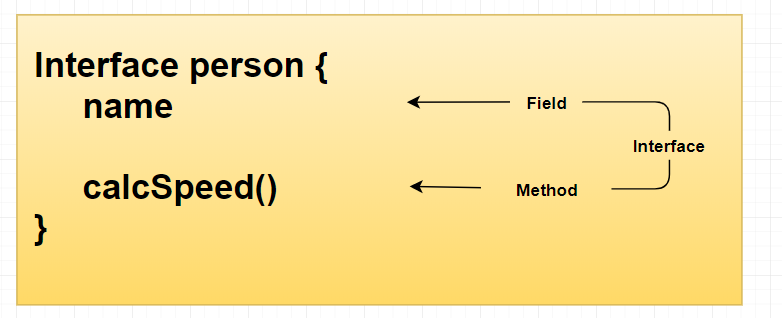 Interface person {
name
Field
Interface
calcSpeed()
Method
}